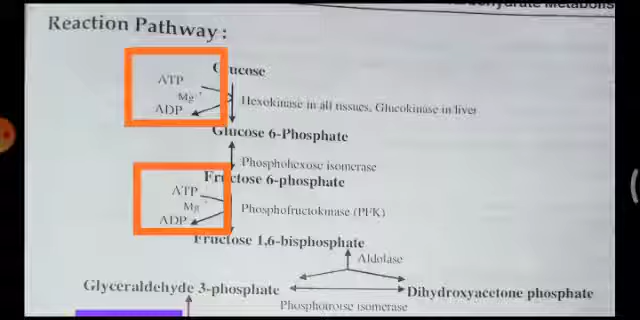 Reaction Pathway:
Glucose
ATP
Mg
Hexokinase in all tissues, Glucokinase in liver
ADP
Glucose 6-Phosphate
Phosphohexose isomerase
Fructose 6-phosphate
ATP
Mg
Phosphofructokinase (PFK)
ADP
Fructose 1,6-bisphosphate
Aldolase
Glyceraldehyde 3-phosphate
Dihydroxyacetone phosphate
Phosphotriose isomerase